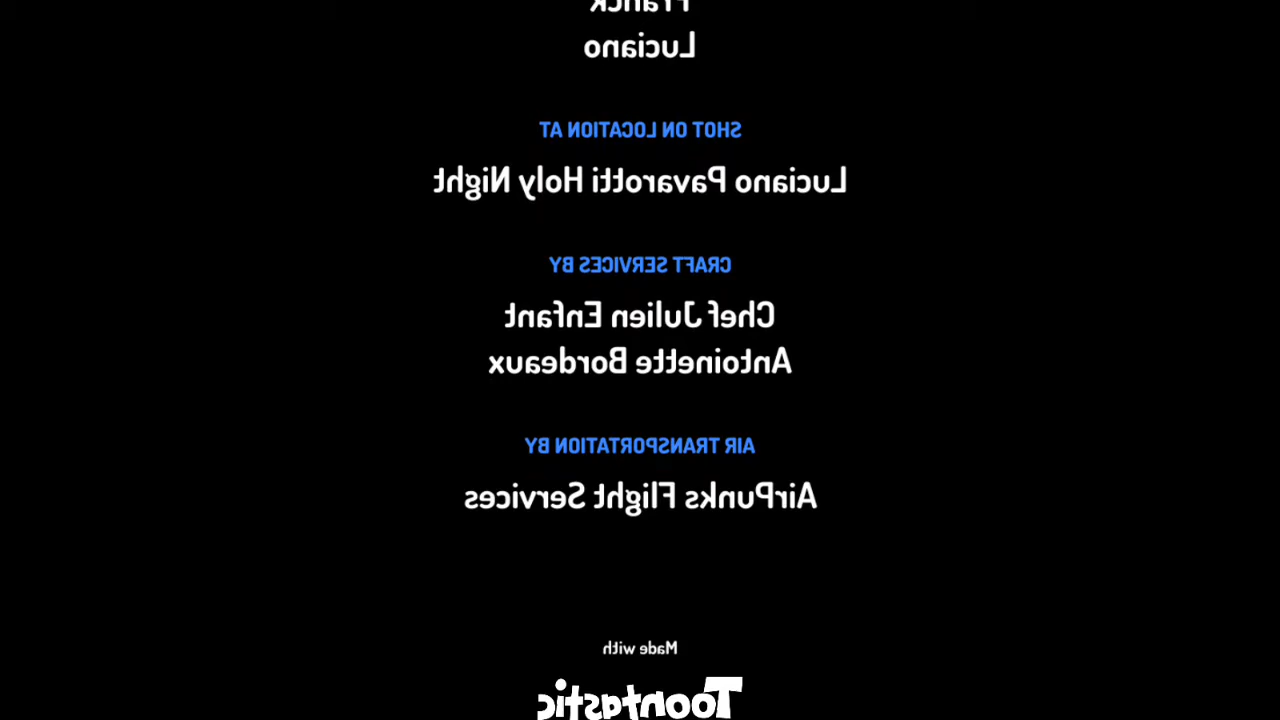 Franck
Luciano
SHOT ON LOCATION AT
Luciano Pavarotti Holy Night
CRAFT SERVICES BY
Chef Julien Enfant
Antoinette Bordeaux
AIR TRANSPORTATION BY
AirPunks Flight Services
Made with
Toontastic